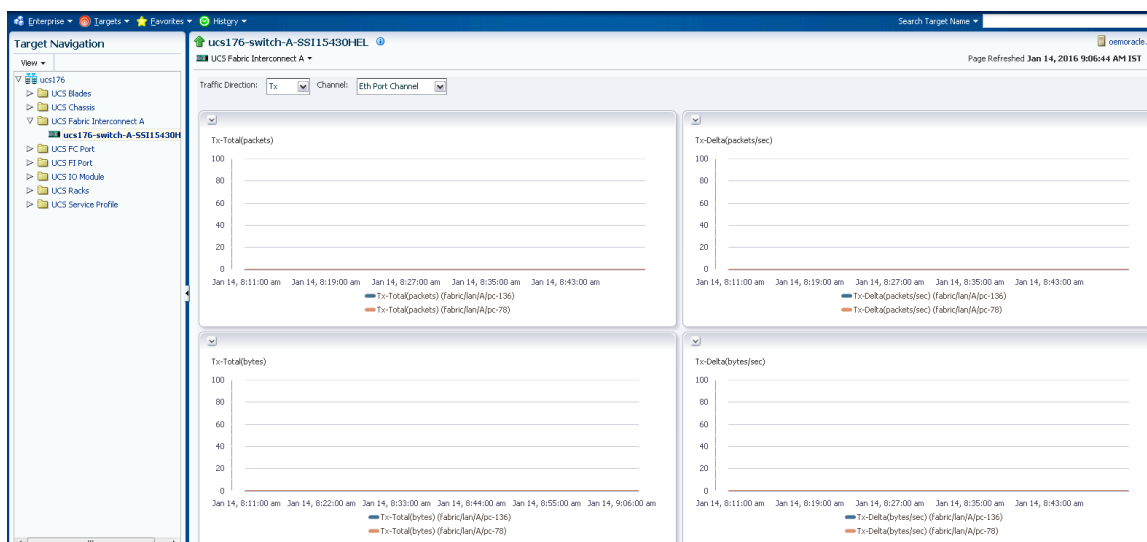 Enterprise Targets Favorites History Search Target Name
Target Navigation
View
ucs176
UCS Blades
UCS Chassis
UCS Fabric Interconnect A
ucs176-switch-A-SSI15430H
UCS FC Port
UCS FI Port
UCS IO Module
UCS Racks
UCS Service Profile
ucs176-switch-A-SSI15430HEL
oemoracle.
UCS Fabric Interconnect A
Page Refreshed Jan 14, 2016 9:06:44 AM IST
Traffic Direction: Tx Channel: Eth Port Channel
Tx-Total(packets)
100
80
60
40
20
0
Jan 14, 8:11:00 am Jan 14, 8:19:00 am Jan 14, 8:27:00 am Jan 14, 8:35:00 am Jan 14, 8:43:00 am
Tx-Total(packets) (fabric/lan/A/pc-136)
Tx-Total(packets) (fabric/lan/A/pc-78)
Tx-Delta(packets/sec)
100
80
60
40
20
0
Jan 14, 8:11:00 am Jan 14, 8:19:00 am Jan 14, 8:27:00 am Jan 14, 8:35:00 am Jan 14, 8:43:00 am
Tx-Delta(packets/sec) (fabric/lan/A/pc-136)
Tx-Delta(packets/sec) (fabric/lan/A/pc-78)
Tx-Total(bytes)
100
80
60
40
20
0
Jan 14, 8:11:00 am Jan 14, 8:22:00 am Jan 14, 8:33:00 am Jan 14, 8:44:00 am Jan 14, 8:55:00 am Jan 14, 9:06:00 am
Tx-Total(bytes) (fabric/lan/A/pc-136)
Tx-Total(bytes) (fabric/lan/A/pc-78)
Tx-Delta(bytes/sec)
100
80
60
40
20
0
Jan 14, 8:11:00 am Jan 14, 8:19:00 am Jan 14, 8:27:00 am Jan 14, 8:35:00 am Jan 14, 8:43:00 am
Tx-Delta(bytes/sec) (fabric/lan/A/pc-136)
Tx-Delta(bytes/sec) (fabric/lan/A/pc-78)